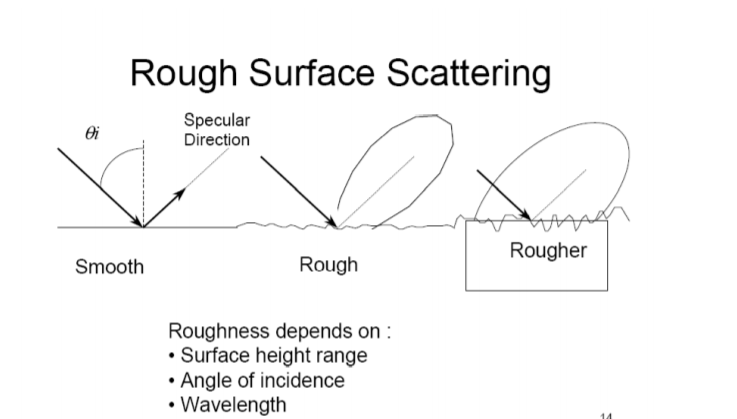 Rough Surface Scattering
θi
Specular
Direction
Smooth
Rough
Rougher
Roughness depends on :
• Surface height range
• Angle of incidence
• Wavelength
14